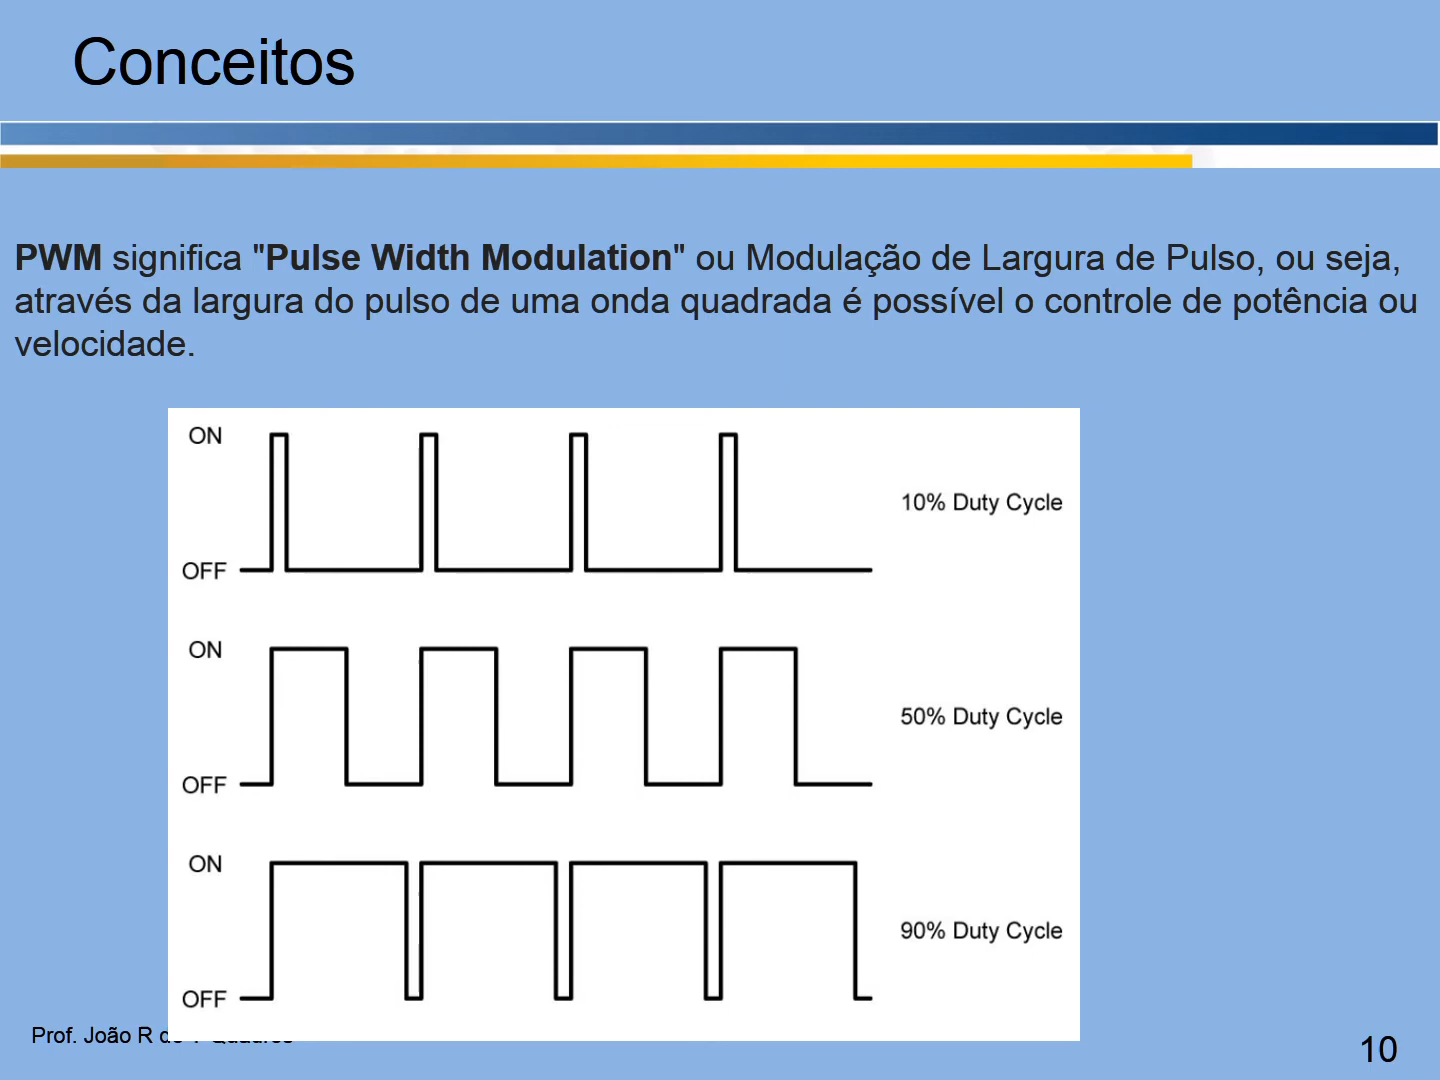 Conceitos
PWM significa "Pulse Width Modulation" ou Modulação de Largura de Pulso, ou seja,
através da largura do pulso de uma onda quadrada é possível o controle de potência ou
velocidade.
ON
10% Duty Cycle
OFF
ON
50% Duty Cycle
OFF
ON
90% Duty Cycle
OFF
Prof. João R
10